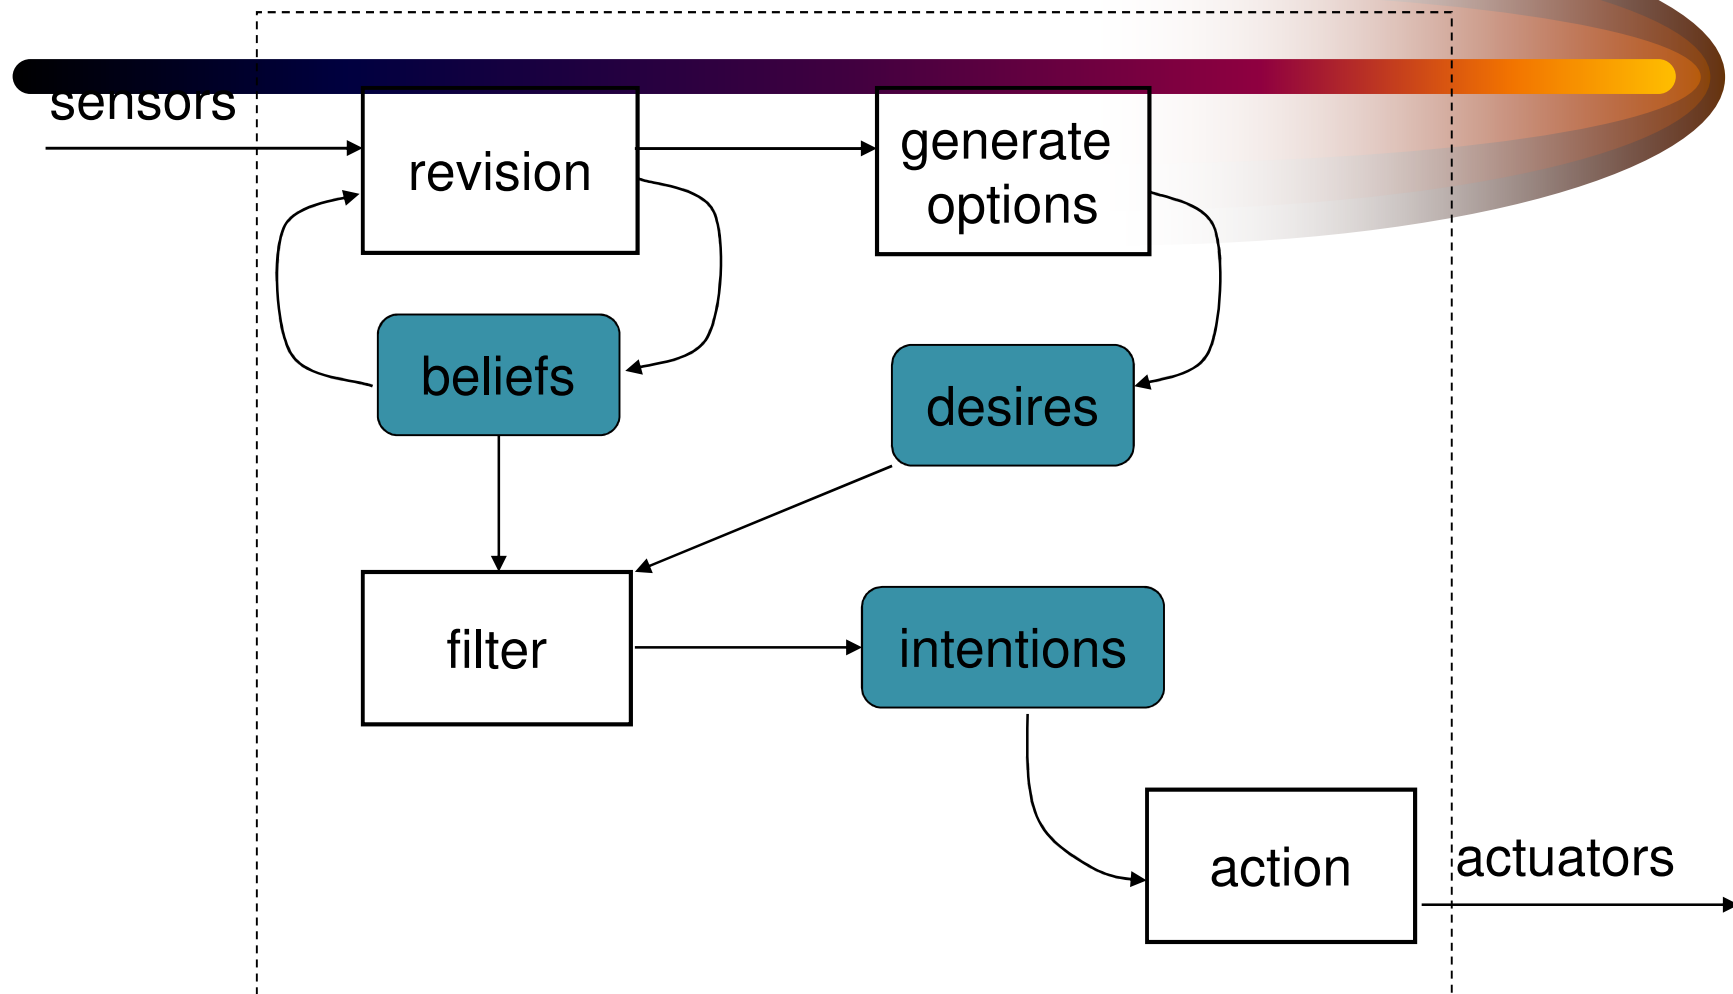 sensors
revision
generate
options
beliefs
desires
filter
intentions
action
actuators